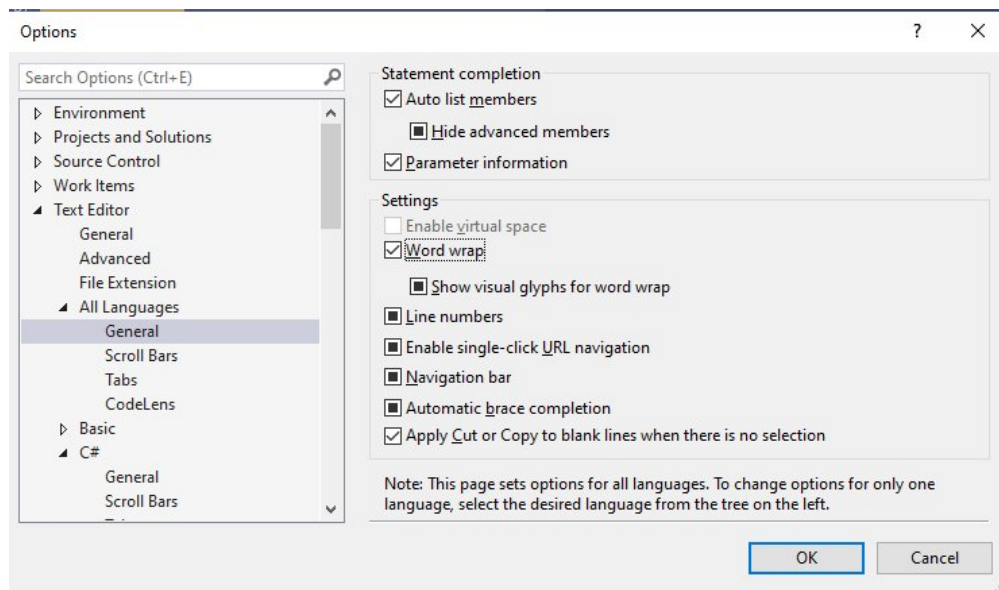 Options
?
Search Options (Ctrl+E)
Environment
Projects and Solutions
Source Control
Work Items
Text Editor
General
Advanced
File Extension
All Languages
General
Scroll Bars
Tabs
CodeLens
Basic
C#
General
Scroll Bars
Statement completion
Auto list members
Hide advanced members
Parameter information
Settings
Enable virtual space
Word wrap
Show visual glyphs for word wrap
Line numbers
Enable single-click URL navigation
Navigation bar
Automatic brace completion
Apply Cut or Copy to blank lines when there is no selection
Note: This page sets options for all languages. To change options for only one
language, select the desired language from the tree on the left.
OK
Cancel